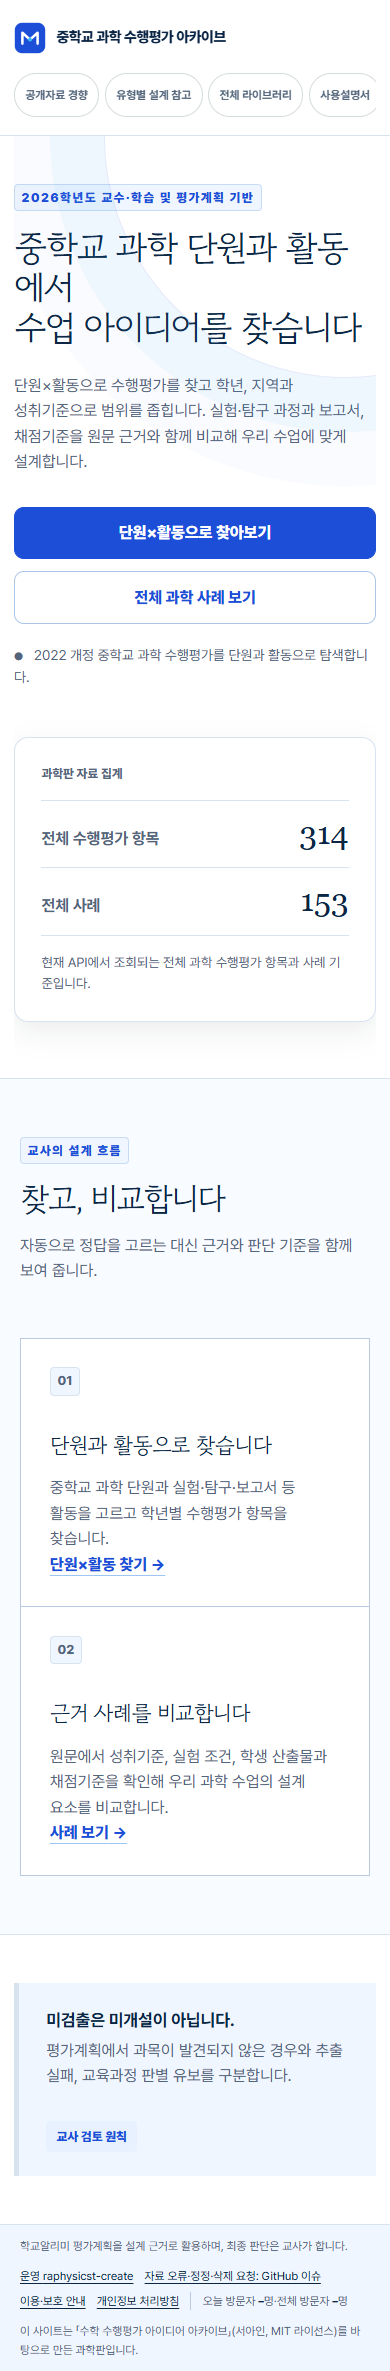 중학교 과학 수행평가 아카이브
공개자료 경향 유형별 설계 참고 전체 라이브러리 사용설명서
2026학년도 교수·학습 및 평가계획 기반
중학교 과학 단원과 활동
에서
수업 아이디어를 찾습니다
단원×활동으로 수행평가를 찾고 학년, 지역과
성취기준으로 범위를 좁힙니다. 실험·탐구 과정과 보고서,
채점기준을 원문 근거와 함께 비교해 우리 수업에 맞게
설계합니다.
단원×활동으로 찾아보기
전체 과학 사례 보기
● 2022 개정 중학교 과학 수행평가를 단원과 활동으로 탐색합니
다.
과학판 자료 집계
전체 수행평가 항목 314
전체 사례 153
현재 API에서 조회되는 전체 과학 수행평가 항목과 사례 기
준입니다.
교사의 설계 흐름
찾고, 비교합니다
자동으로 정답을 고르는 대신 근거와 판단 기준을 함께
보여 줍니다.
01
단원과 활동으로 찾습니다
중학교 과학 단원과 실험·탐구·보고서 등
활동을 고르고 학년별 수행평가 항목을
찾습니다.
단원×활동 찾기 →
02
근거 사례를 비교합니다
원문에서 성취기준, 실험 조건, 학생 산출물과
채점기준을 확인해 우리 과학 수업의 설계
요소를 비교합니다.
사례 보기 →
미검출은 미개설이 아닙니다.
평가계획에서 과목이 발견되지 않은 경우와 추출
실패, 교육과정 판별 유보를 구분합니다.
교사 검토 원칙
학교알리미 평가계획을 설계 근거로 활용하며, 최종 판단은 교사가 합니다.
운영 raphysicst-create 자료 오류·정정·삭제 요청: GitHub 이슈
이용·보호 안내 개인정보 처리방침 오늘 방문자 –명·전체 방문자 –명
이 사이트는 「수학 수행평가 아이디어 아카이브」(서아인, MIT 라이선스)를 바
탕으로 만든 과학판입니다.